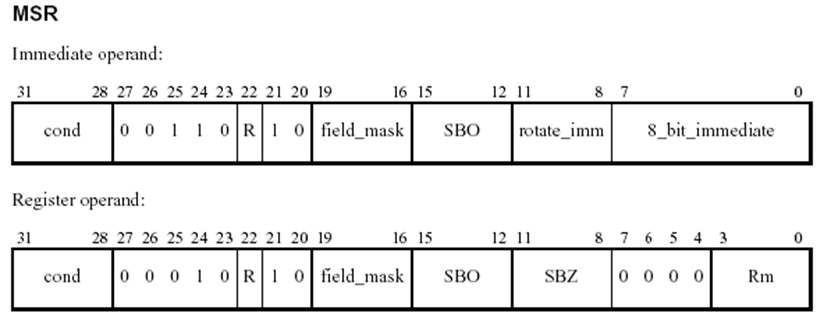 MSR
Immediate operand:
31 28 27 26 25 24 23 22 21 20 19 16 15 12 11 8 7 0
cond 0 0 1 1 0 R 1 0 field_mask SBO rotate_imm 8_bit_immediate
Register operand:
31 28 27 26 25 24 23 22 21 20 19 16 15 12 11 8 7 6 5 4 3 0
cond 0 0 0 1 0 R 1 0 field_mask SBO SBZ 0 0 0 0 Rm